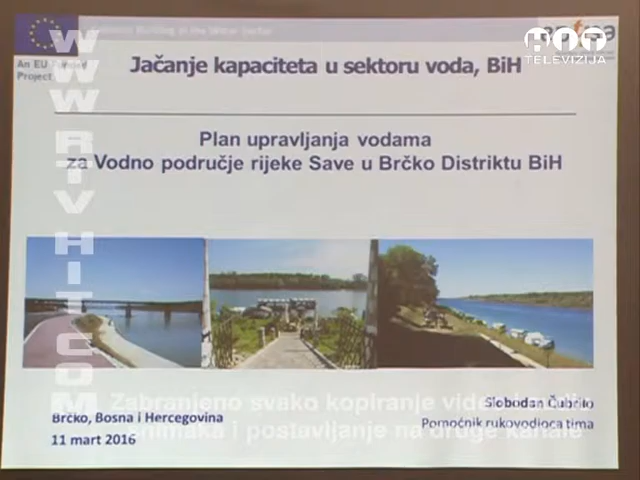 An EU Funded
Project
Jačanje kapaciteta u sektoru voda, BiH
HIT
TELEVIZIJA
Plan upravljanja vodama
za Vodno područje rijeke Save u Brčko Distriktu BiH
WWW.RTVHIT.COM
Zabranjeno svako kopiranje video
snimaka i postavljanje na druge kanale
Slobodan Čubrilo
Brčko, Bosna i Hercegovina
Pomoćnik rukovodioca tima
11 mart 2016